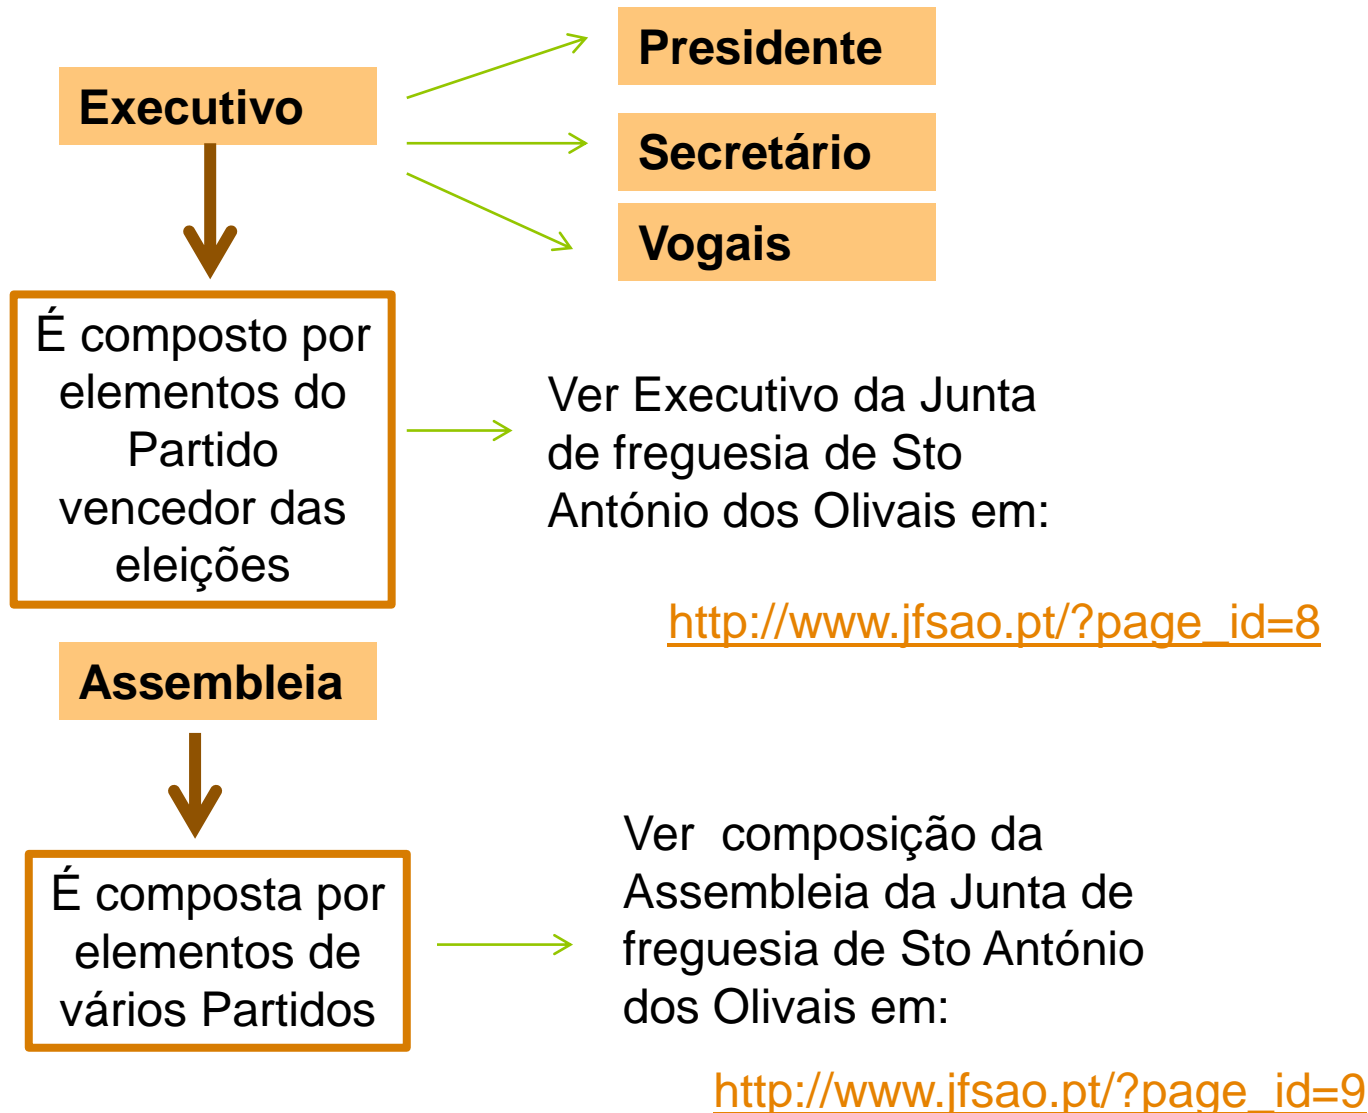 Executivo
Presidente
Secretário
Vogais
É composto por
elementos do
Partido
vencedor das
eleições
Ver Executivo da Junta
de freguesia de Sto
António dos Olivais em:
http://www.jfsao.pt/?page_id=8
Assembleia
É composta por
elementos de
vários Partidos
Ver composição da
Assembleia da Junta de
freguesia de Sto António
dos Olivais em:
http://www.jfsao.pt/?page_id=9